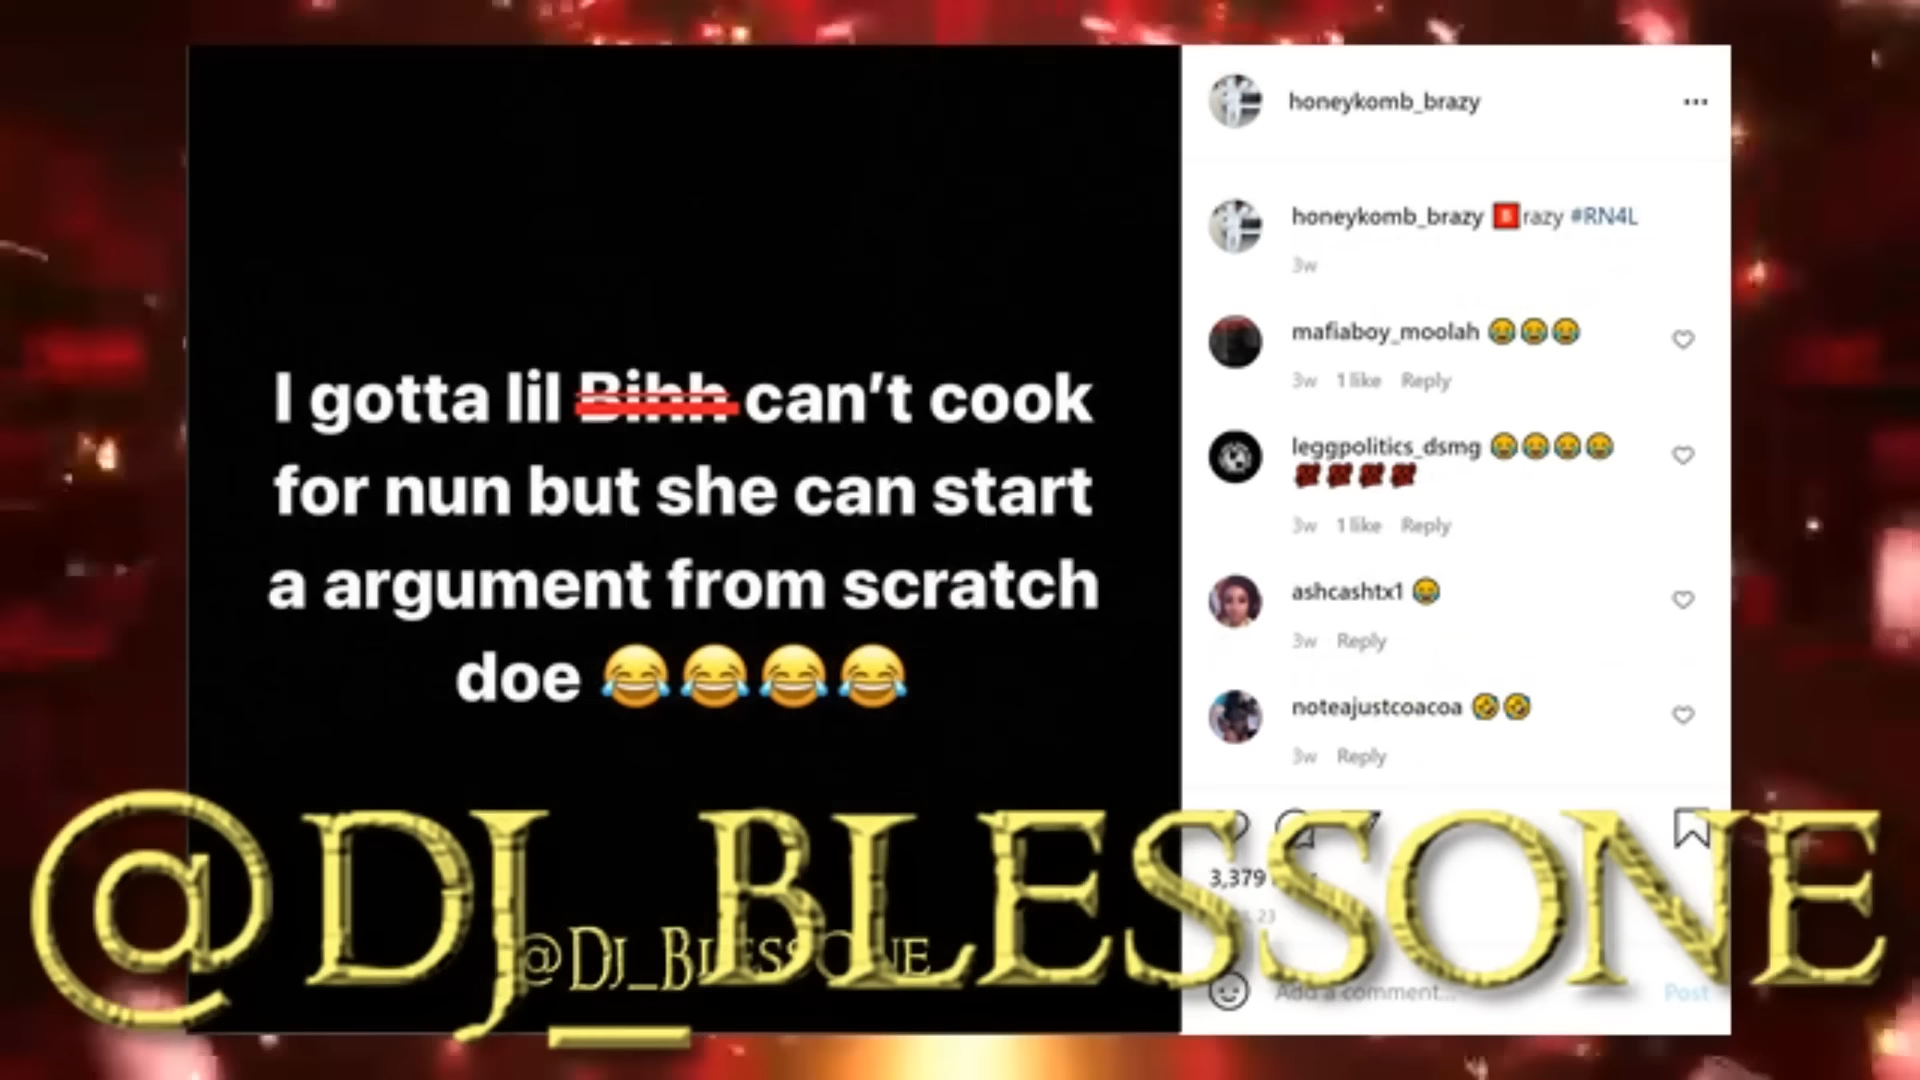 honeykomb_brazy
honeykomb_brazy 🅱️razy #RN4L
3w
I gotta lil Bihh can't cook
for nun but she can start
a argument from scratch
doe 😂😂😂😂
mafiaboy_moolah 😂😂😂
3w 1 like Reply
leggpolitics_dsmg 😂😂😂😂
💯💯💯💯
3w 1 like Reply
ashcashtx1 😂
3w Reply
noteajustcoacoa 🤣🤣
3w Reply
@DJ_BLESSONE
3,379
23
@DJ_BLESSONE
Add a comment...
Post